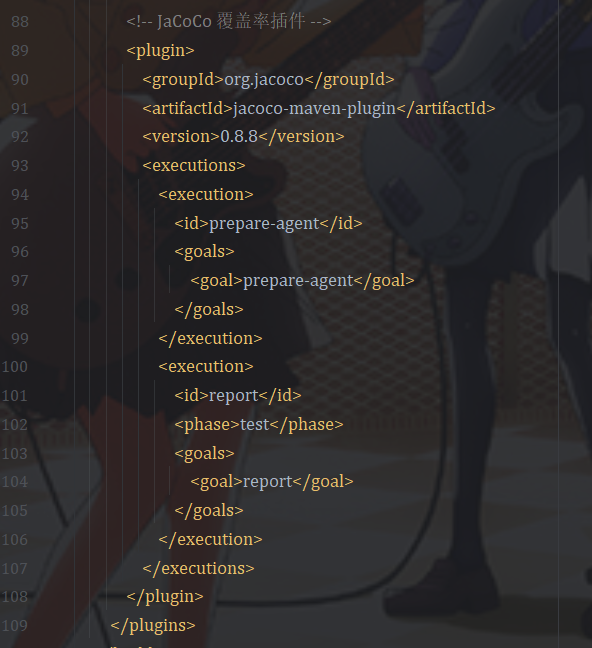 88 <!-- JaCoCo 覆盖率插件 -->
89 <plugin>
90 <groupId>org.jacoco</groupId>
91 <artifactId>jacoco-maven-plugin</artifactId>
92 <version>0.8.8</version>
93 <executions>
94 <execution>
95 <id>prepare-agent</id>
96 <goals>
97 <goal>prepare-agent</goal>
98 </goals>
99 </execution>
100 <execution>
101 <id>report</id>
102 <phase>test</phase>
103 <goals>
104 <goal>report</goal>
105 </goals>
106 </execution>
107 </executions>
108 </plugin>
109 </plugins>